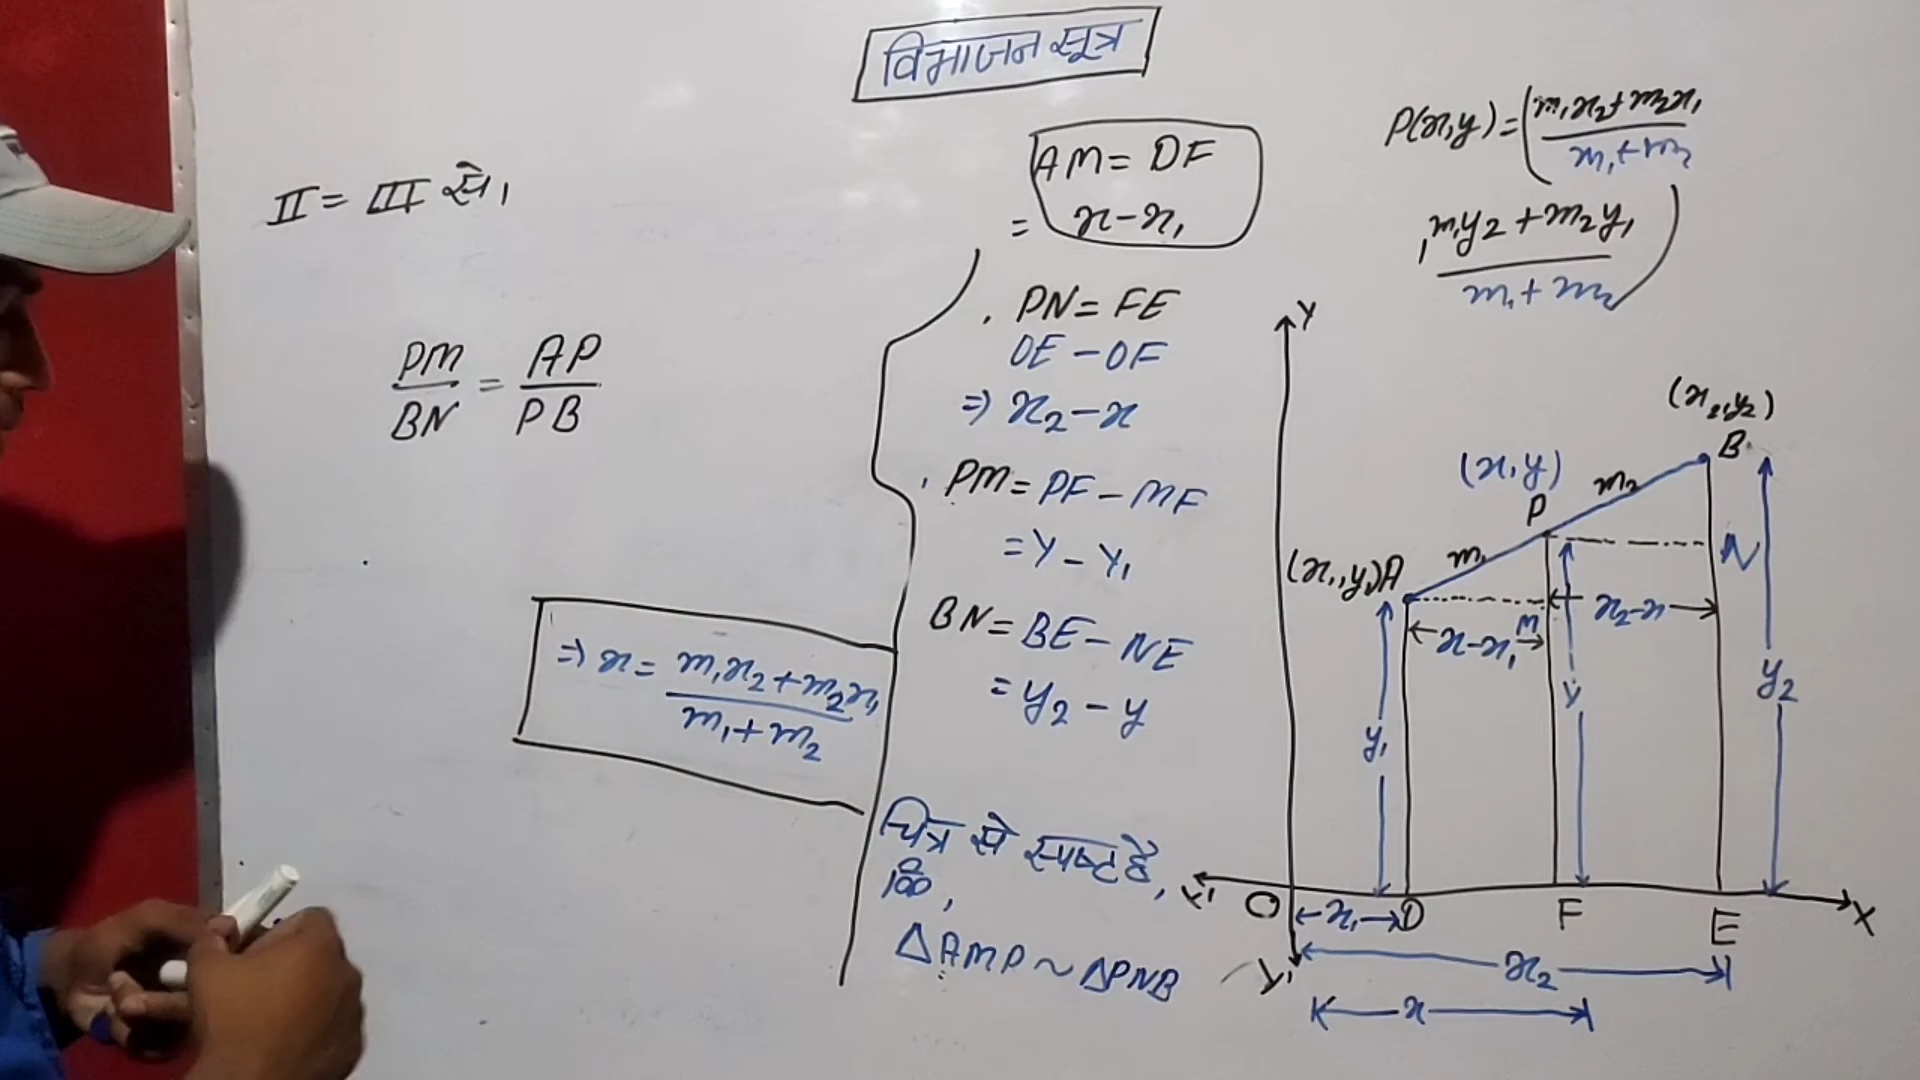 विभाजन सूत्र
II = III से,
PM/BN = AP/PB
⇒ x = m₁x₂+m₂x₁/m₁+m₂
AM = DF
= x-x₁
PN = FE
OE - OF
⇒ x₂-x
PM = PF - MF
= Y - Y₁
BN = BE - NE
= y₂ - y
चित्र से स्पष्ट है,
ΔAMP ~ ΔPNB
P(x,y) = (m₁x₂+m₂x₁/m₁+m₂
, m₁y₂+m₂y₁/m₁+m₂)
Y
(x₂,y₂)
B
(x,y)
P
m₂
N
m₁
(x₁,y₁)A
M
x-x₁
x₂-x
y₁
y
y₂
X' O D F E X
x₁
Y'
x₂
x